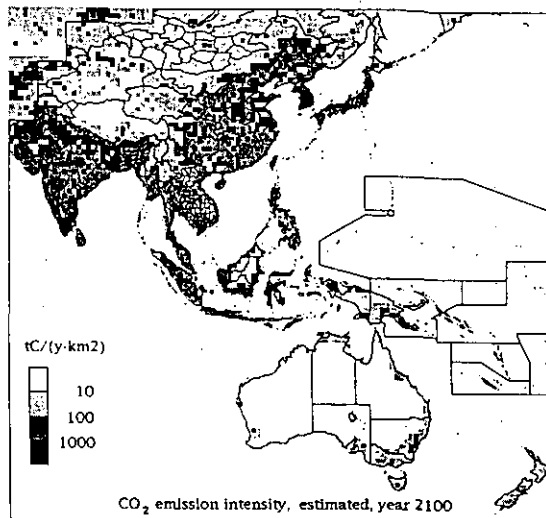 tC/(y·km2)
10
100
1000
CO₂ emission intensity, estimated, year 2100